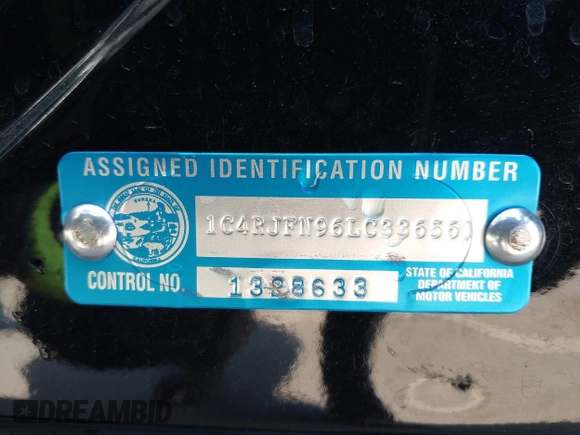 ASSIGNED IDENTIFICATION NUMBER
1C4RJFN96LC336561
CONTROL NO. 1328633
STATE OF CALIFORNIA
DEPARTMENT OF
MOTOR VEHICLES
DREAMBID